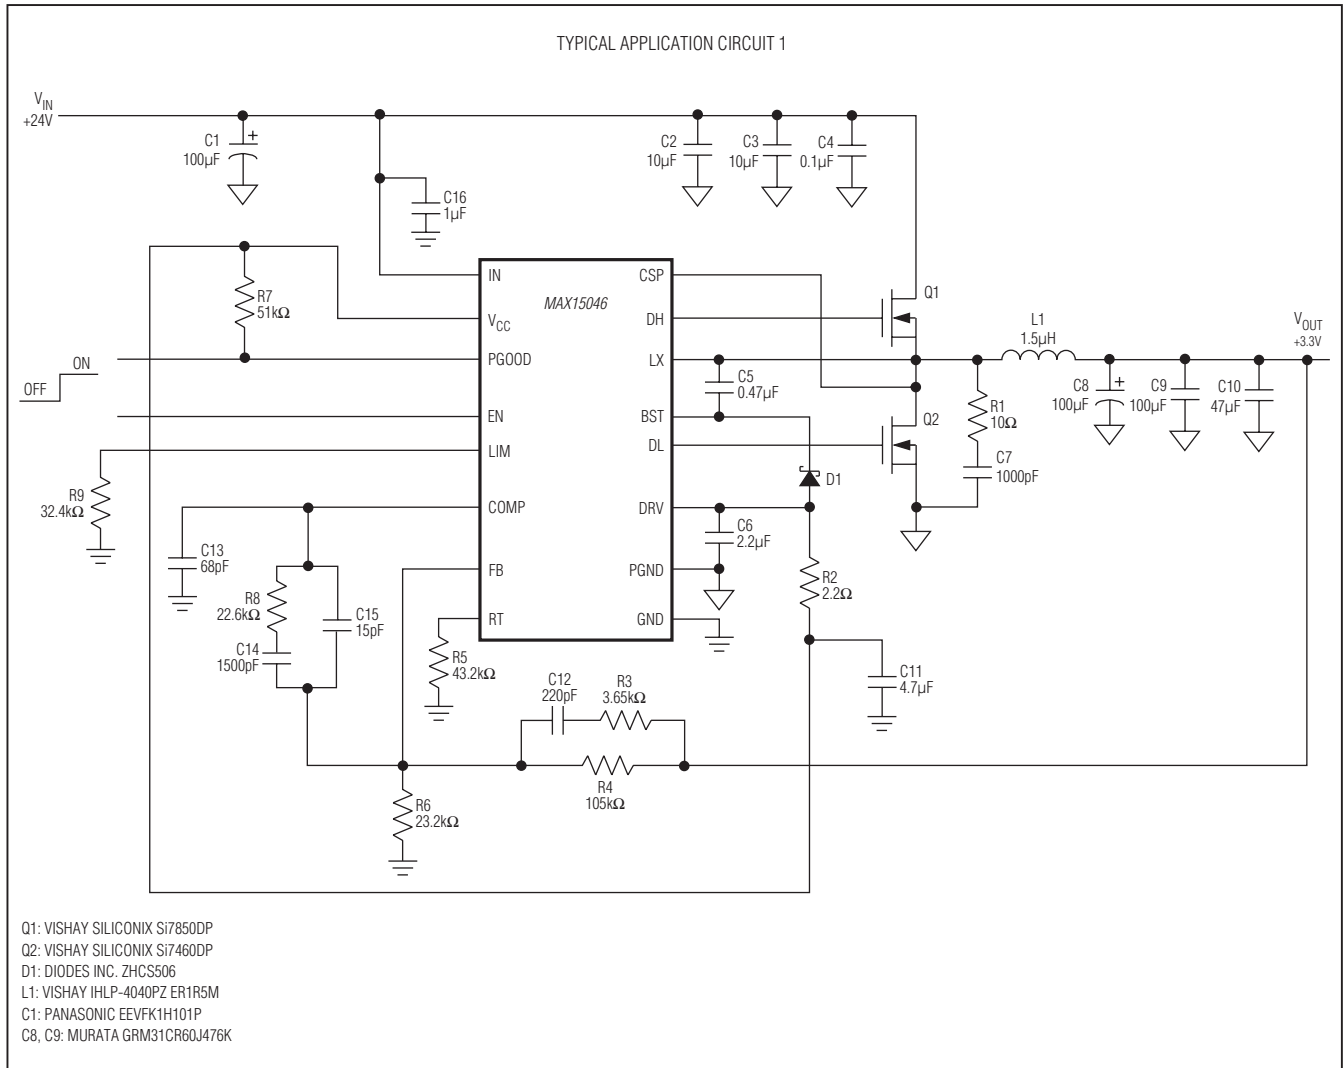 TYPICAL APPLICATION CIRCUIT 1
VIN
+24V
C1
100µF
+
C2
10µF
C3
10µF
C4
0.1µF
C16
1µF
R7
51kΩ
IN
VCC
PGOOD
EN
LIM
COMP
FB
RT
MAX15046
CSP
DH
LX
BST
DL
DRV
PGND
GND
Q1
L1
1.5µH
VOUT
+3.3V
ON
OFF
C5
0.47µF
Q2
R1
10Ω
C7
1000pF
C8
100µF
+
C9
100µF
C10
47µF
D1
R9
32.4kΩ
C13
68pF
C6
2.2µF
R2
2.2Ω
R8
22.6kΩ
C15
15pF
C14
1500pF
R5
43.2kΩ
C12
220pF
R3
3.65kΩ
C11
4.7µF
R4
105kΩ
R6
23.2kΩ
Q1: VISHAY SILICONIX Si7850DP
Q2: VISHAY SILICONIX Si7460DP
D1: DIODES INC. ZHCS506
L1: VISHAY IHLP-4040PZ ER1R5M
C1: PANASONIC EEVFK1H101P
C8, C9: MURATA GRM31CR60J476K